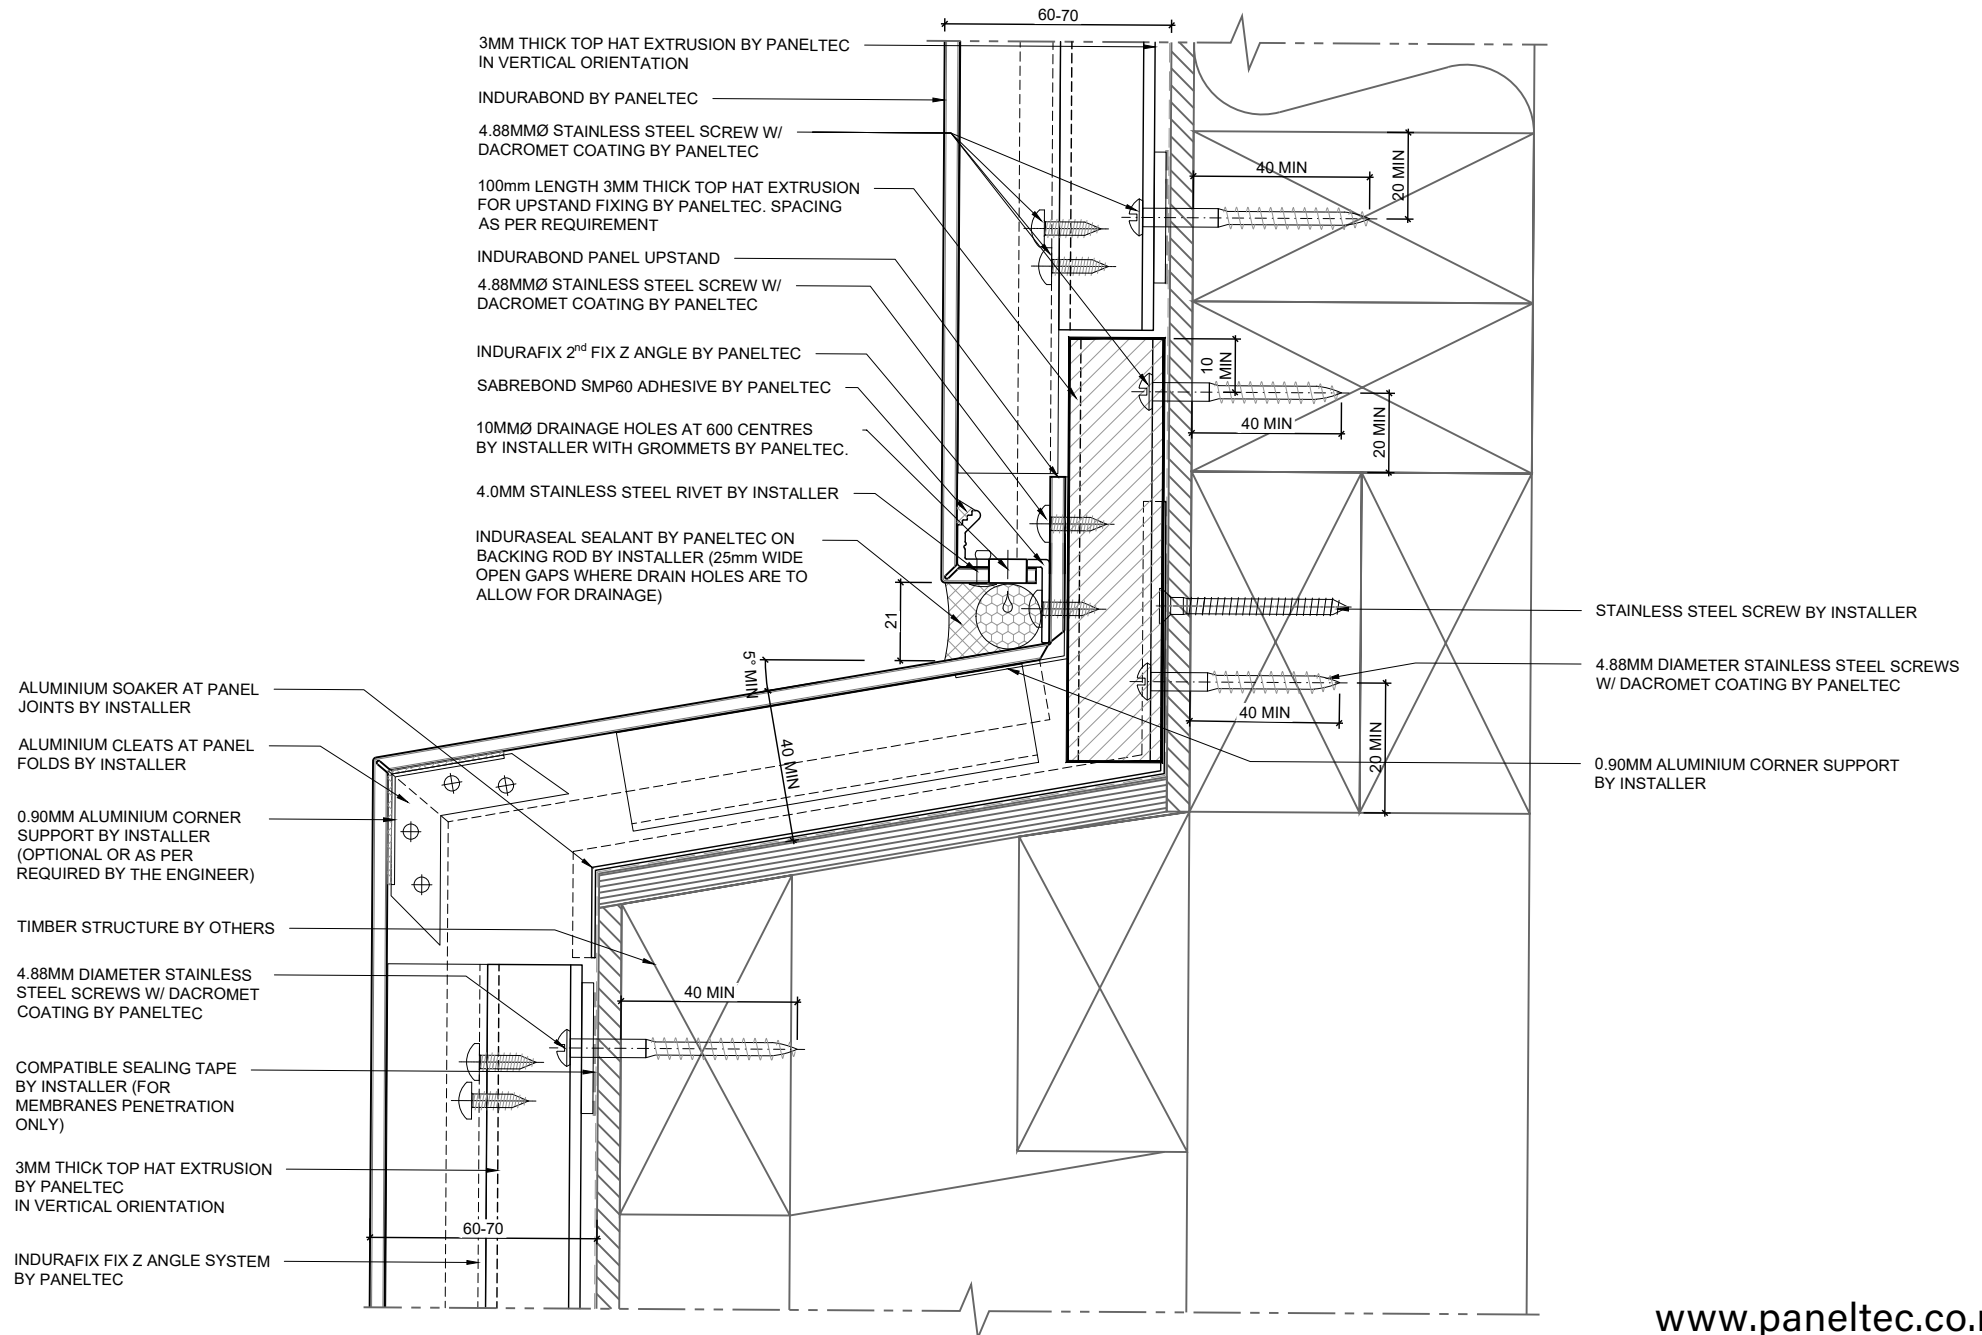 60-70
3MM THICK TOP HAT EXTRUSION BY PANELTEC
IN VERTICAL ORIENTATION
INDURABOND BY PANELTEC
4.88MMØ STAINLESS STEEL SCREW W/
DACROMET COATING BY PANELTEC
100mm LENGTH 3MM THICK TOP HAT EXTRUSION
FOR UPSTAND FIXING BY PANELTEC. SPACING
AS PER REQUIREMENT
INDURABOND PANEL UPSTAND
4.88MMØ STAINLESS STEEL SCREW W/
DACROMET COATING BY PANELTEC
INDURAFIX 2nd FIX Z ANGLE BY PANELTEC
SABREBOND SMP60 ADHESIVE BY PANELTEC
10MMØ DRAINAGE HOLES AT 600 CENTRES
BY INSTALLER WITH GROMMETS BY PANELTEC.
4.0MM STAINLESS STEEL RIVET BY INSTALLER
INDURASEAL SEALANT BY PANELTEC ON
BACKING ROD BY INSTALLER (25mm WIDE
OPEN GAPS WHERE DRAIN HOLES ARE TO
ALLOW FOR DRAINAGE)
40 MIN
20 MIN
10
MIN
40 MIN
20 MIN
21
5° MIN
40 MIN
40 MIN
20 MIN
STAINLESS STEEL SCREW BY INSTALLER
4.88MM DIAMETER STAINLESS STEEL SCREWS
W/ DACROMET COATING BY PANELTEC
0.90MM ALUMINIUM CORNER SUPPORT
BY INSTALLER
ALUMINIUM SOAKER AT PANEL
JOINTS BY INSTALLER
ALUMINIUM CLEATS AT PANEL
FOLDS BY INSTALLER
0.90MM ALUMINIUM CORNER
SUPPORT BY INSTALLER
(OPTIONAL OR AS PER
REQUIRED BY THE ENGINEER)
TIMBER STRUCTURE BY OTHERS
4.88MM DIAMETER STAINLESS
STEEL SCREWS W/ DACROMET
COATING BY PANELTEC
40 MIN
COMPATIBLE SEALING TAPE
BY INSTALLER (FOR
MEMBRANES PENETRATION
ONLY)
3MM THICK TOP HAT EXTRUSION
BY PANELTEC
IN VERTICAL ORIENTATION
60-70
INDURAFIX FIX Z ANGLE SYSTEM
BY PANELTEC
www.paneltec.co.n